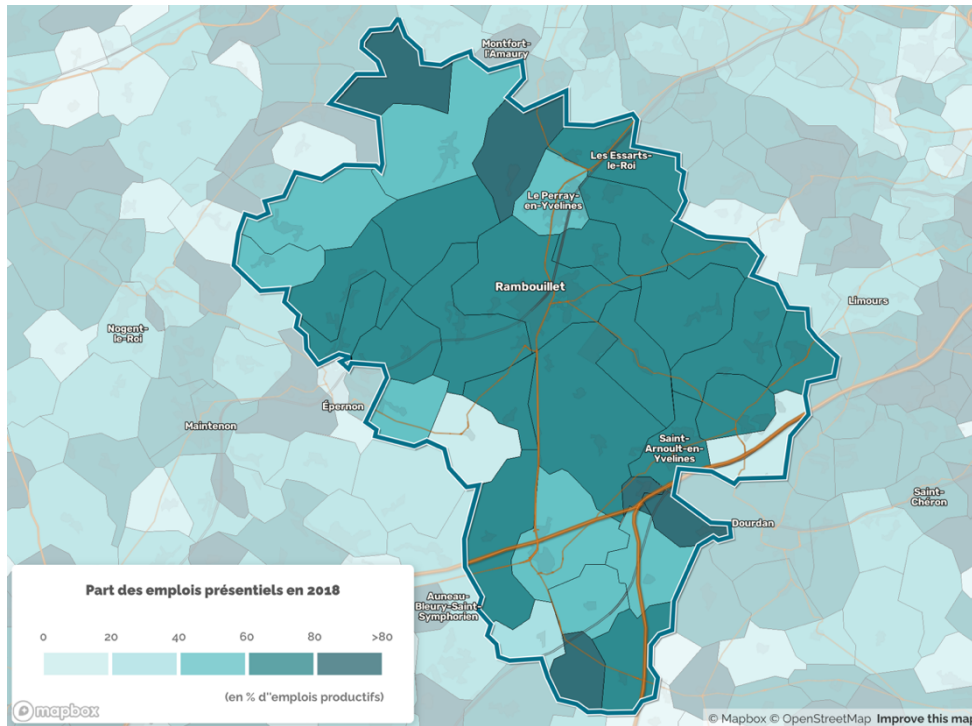 Montfort-
l'Amaury
Les Essarts-
le-Roi
Le Perray-
en-Yvelines
Rambouillet
Limours
Nogent-
le-Roi
Épernon
Maintenon
Saint-
Arnoult-en-
Yvelines
Saint-
Chéron
Dourdan
Auneau-
Bleury-Saint-
Symphorien
Part des emplois présentiels en 2018
0 20 40 60 80 >80
(en % d''emplois productifs)
mapbox
© Mapbox © OpenStreetMap Improve this map